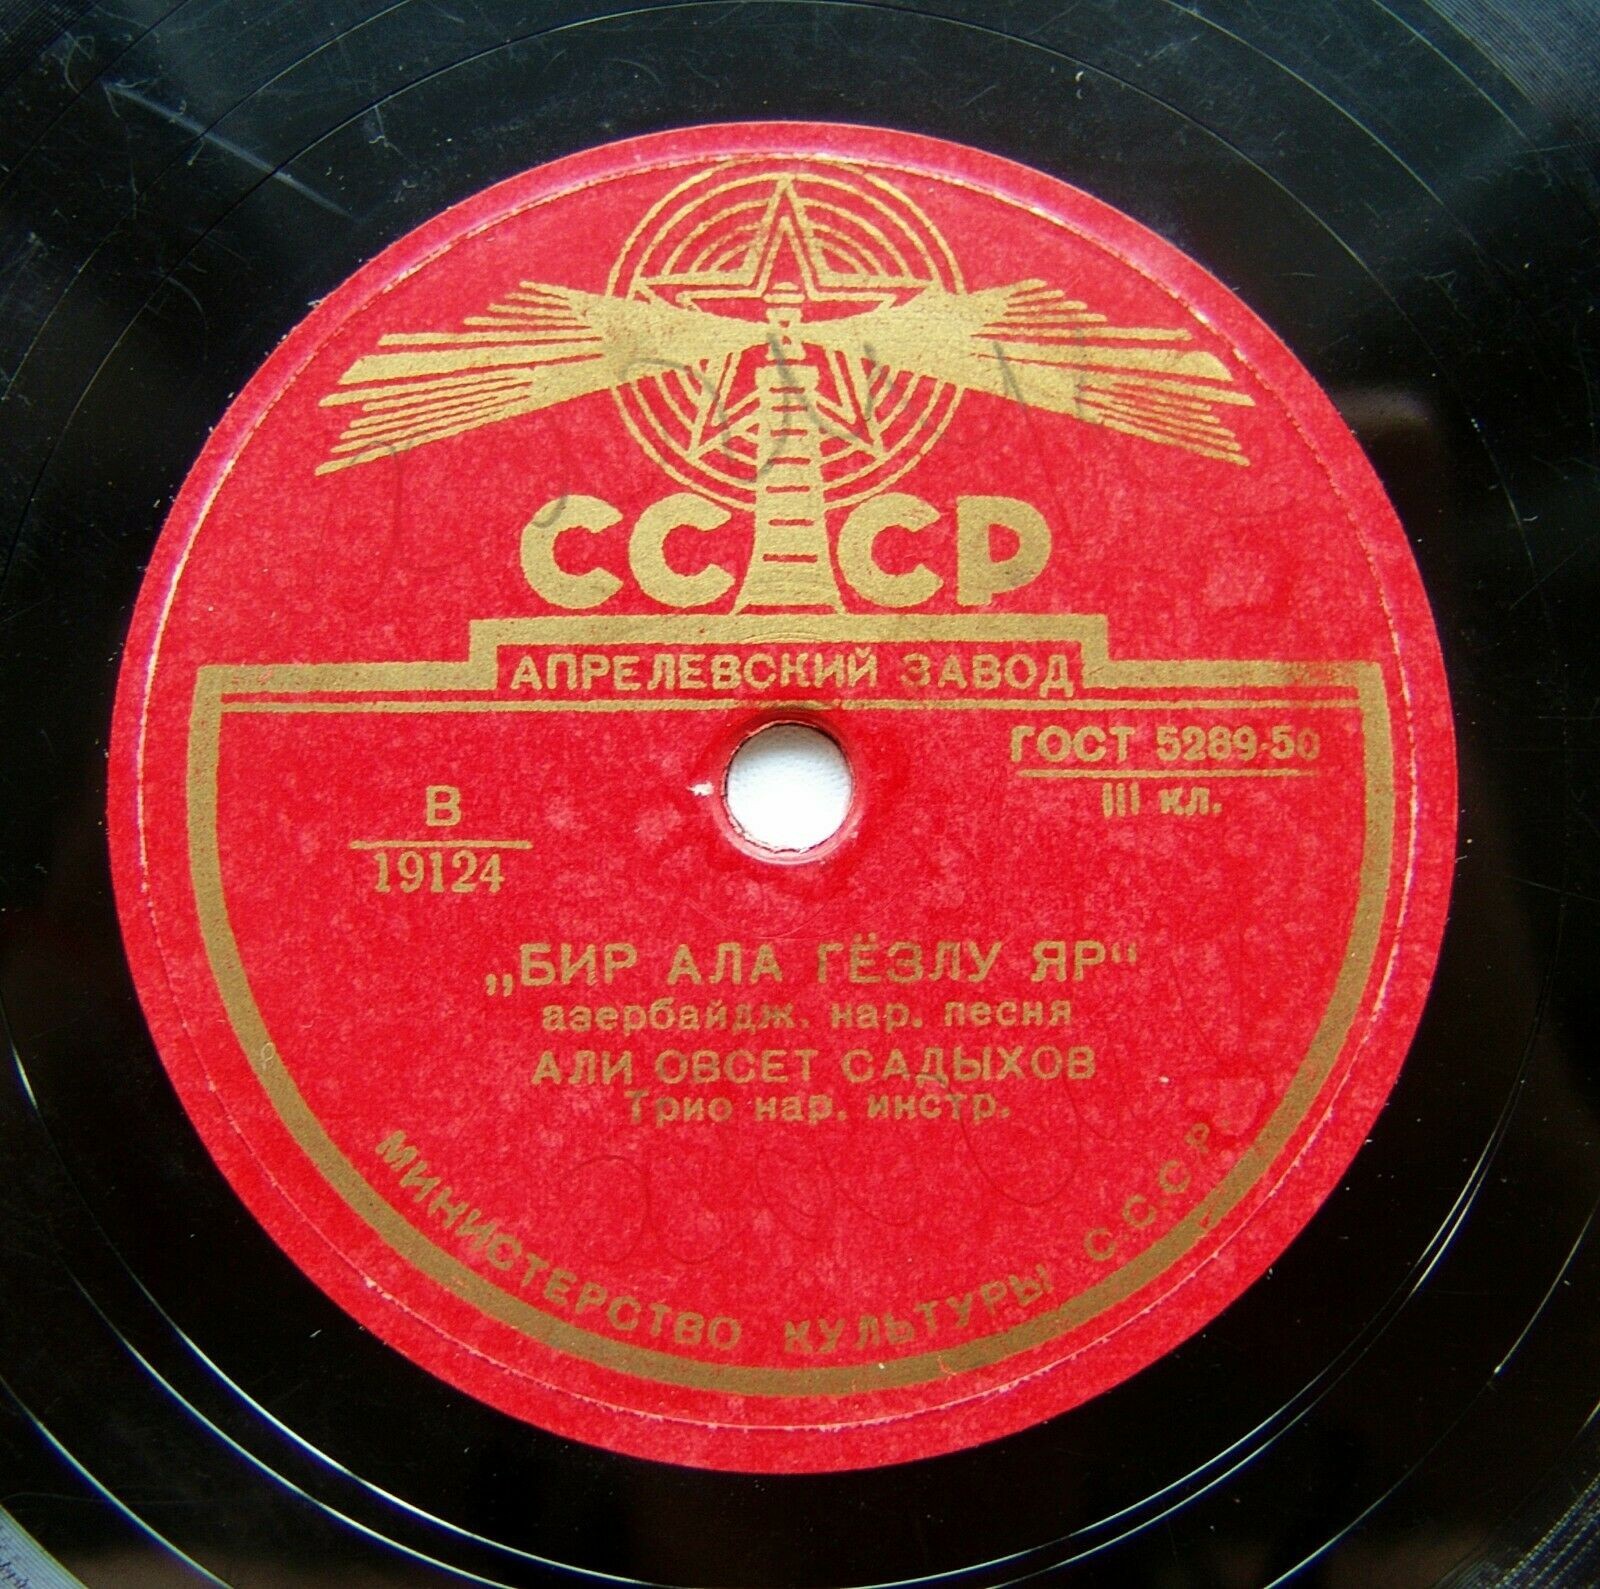 СССР
АПРЕЛЕВСКИЙ ЗАВОД
ГОСТ 5289-50
III кл.
В
19124
„БИР АЛА ГЁЗЛУ ЯР“
азербайдж. нар. песня
АЛИ ОВСЕТ САДЫХОВ
Трио нар. инстр.
МИНИСТЕРСТВО КУЛЬТУРЫ С.С.С.Р.